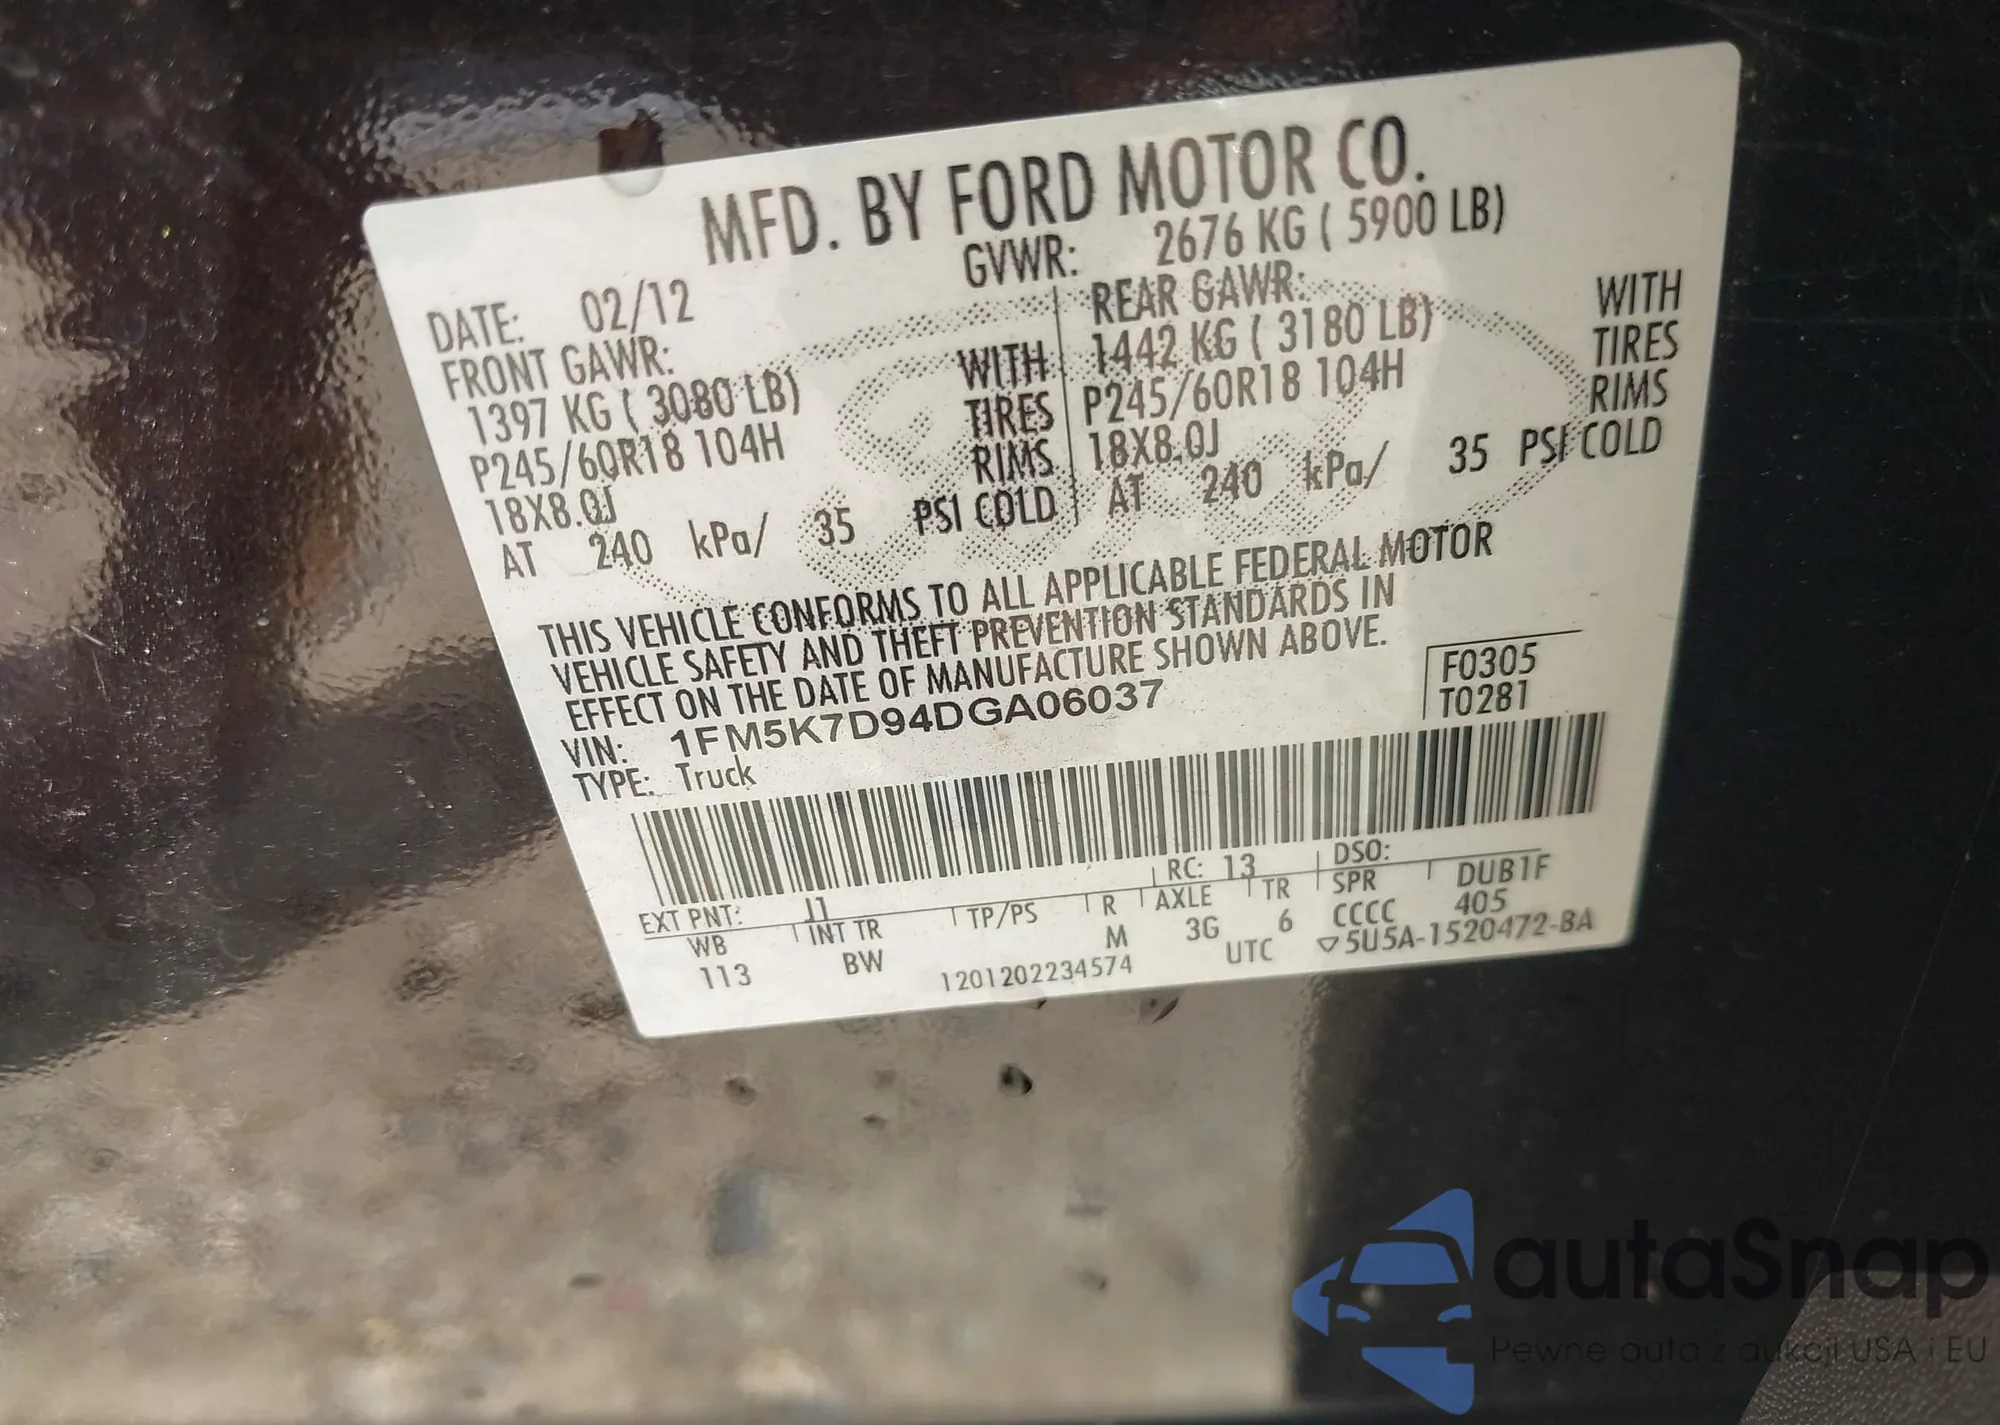 MFD. BY FORD MOTOR CO.
DATE: 02/12 GVWR: 2676 KG ( 5900 LB)
FRONT GAWR: REAR GAWR:
1397 KG ( 3080 LB) WITH 1442 KG ( 3180 LB) WITH
P245/60R18 104H TIRES P245/60R18 104H TIRES
18X8.0J RIMS 18X8.0J RIMS
AT 240 kPa/ 35 PSI COLD AT 240 kPa/ 35 PSI COLD
THIS VEHICLE CONFORMS TO ALL APPLICABLE FEDERAL MOTOR
VEHICLE SAFETY AND THEFT PREVENTION STANDARDS IN
EFFECT ON THE DATE OF MANUFACTURE SHOWN ABOVE.
VIN: 1FM5K7D94DGA06037
TYPE: Truck
F0305
T0281
EXT PNT: J1 RC: 13 DSO:
WB INT TR TP/PS R AXLE TR SPR DUB1F
113 BW M 3G 6 CCCC 405
1201202234574 UTC ▽5U5A-1520472-BA
autaSnap
Pewne auta z aukcji USA i EU